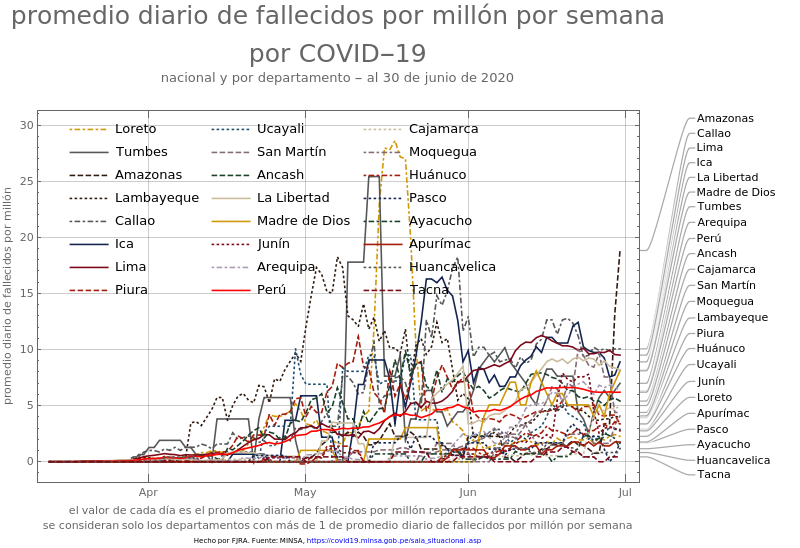 promedio diario de fallecidos por millón por semana
por COVID−19
nacional y por departamento − al 30 de junio de 2020
promedio diario de fallecidos por millón
30
25
20
15
10
5
0
Apr
May
Jun
Jul
Loreto
Tumbes
Amazonas
Lambayeque
Callao
Ica
Lima
Piura
Ucayali
San Martín
Ancash
La Libertad
Madre de Dios
Junín
Arequipa
Perú
Cajamarca
Moquegua
Huánuco
Pasco
Ayacucho
Apurímac
Huancavelica
Tacna
Amazonas
Callao
Lima
Ica
La Libertad
Madre de Dios
Tumbes
Arequipa
Perú
Ancash
Cajamarca
San Martín
Moquegua
Lambayeque
Piura
Huánuco
Ucayali
Junín
Loreto
Apurímac
Pasco
Ayacucho
Huancavelica
Tacna
el valor de cada día es el promedio diario de fallecidos por millón reportados durante una semana
se consideran solo los departamentos con más de 1 de promedio diario de fallecidos por millón por semana
Hecho por FJRA. Fuente: MINSA, https://covid19.minsa.gob.pe/sala_situacional.asp